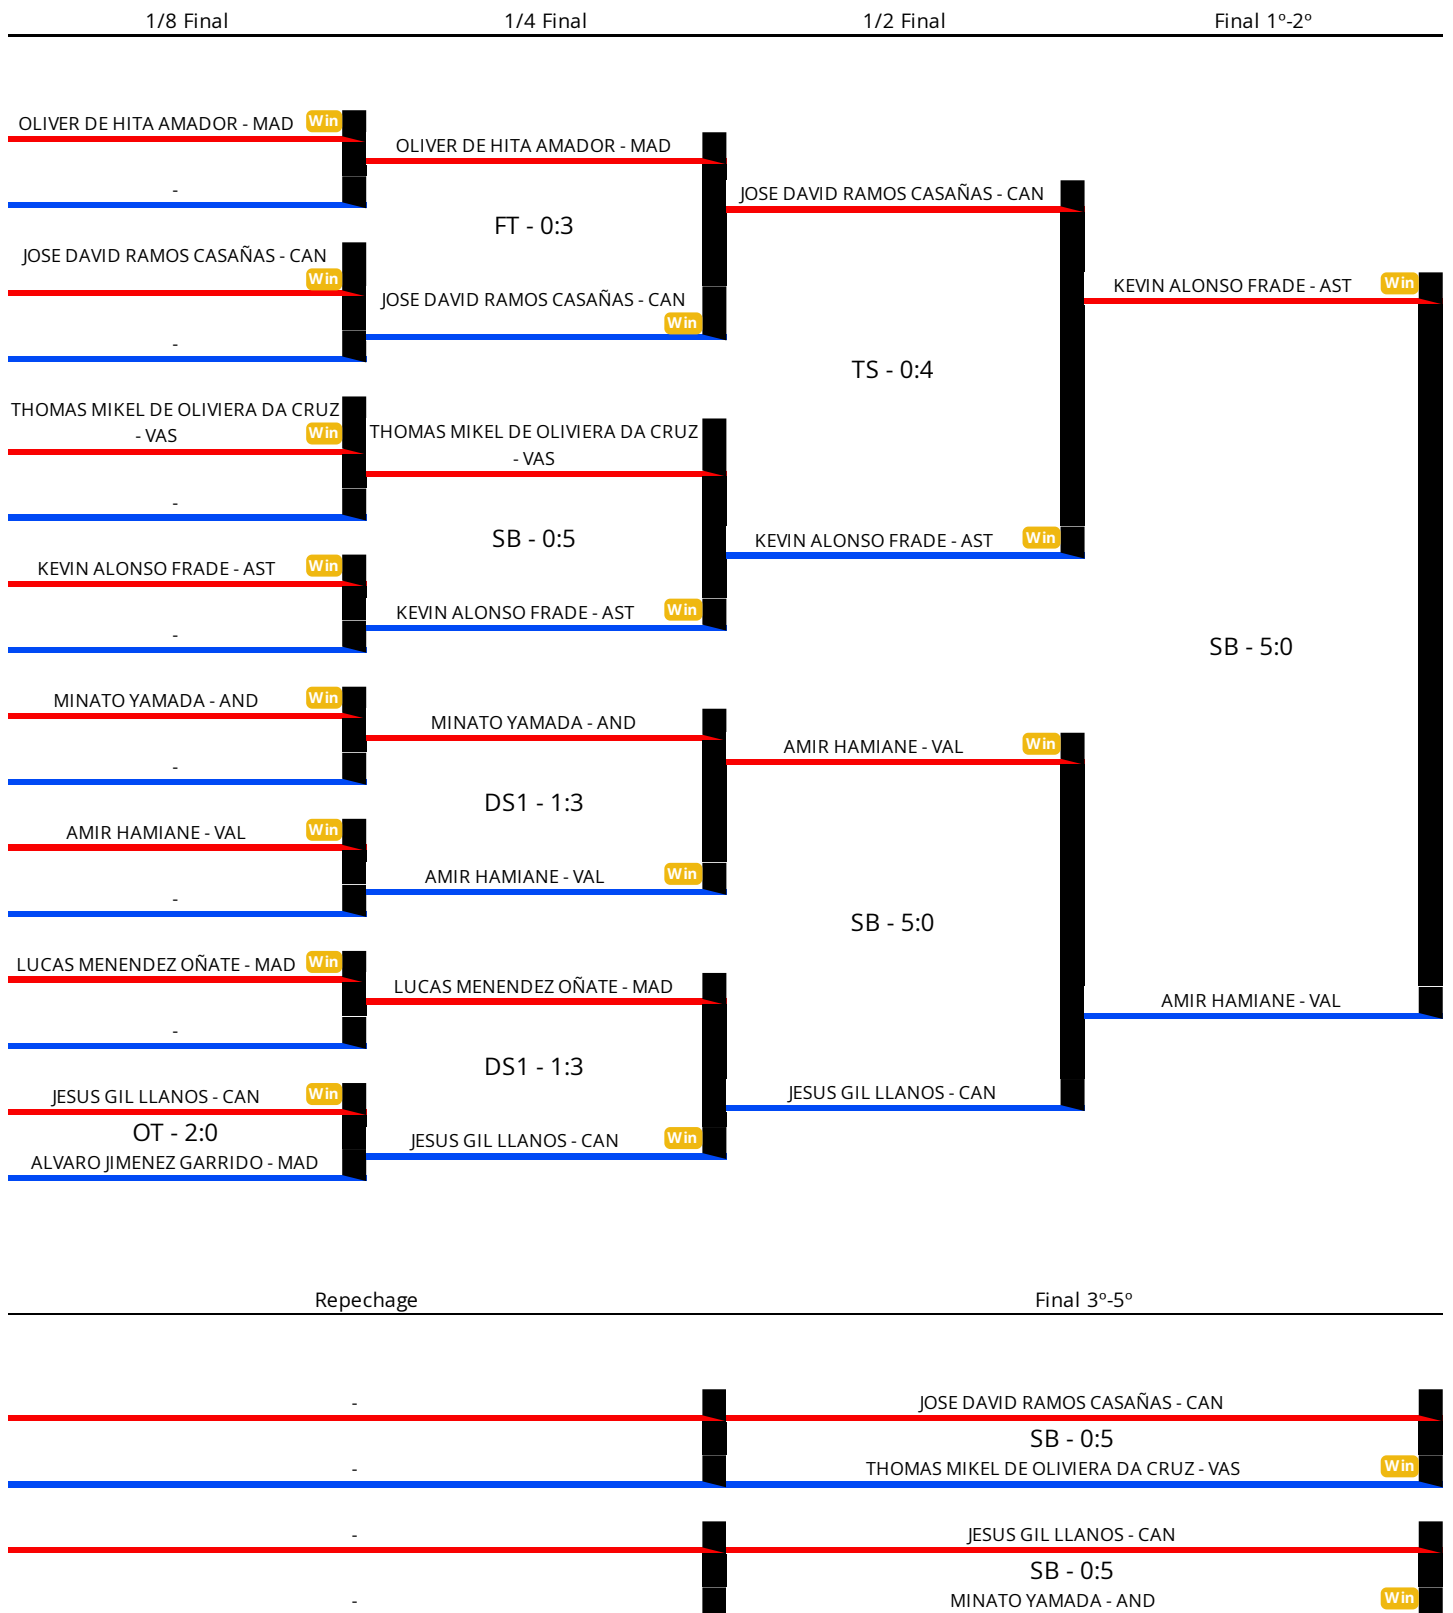 1/8 Final
1/4 Final
1/2 Final
Final 1º-2º
OLIVER DE HITA AMADOR - MAD
Win
-
JOSE DAVID RAMOS CASAÑAS - CAN
Win
-
THOMAS MIKEL DE OLIVIERA DA CRUZ
- VAS
Win
-
KEVIN ALONSO FRADE - AST
Win
-
MINATO YAMADA - AND
Win
-
AMIR HAMIANE - VAL
Win
-
LUCAS MENENDEZ OÑATE - MAD
Win
-
JESUS GIL LLANOS - CAN
Win
OT - 2:0
ALVARO JIMENEZ GARRIDO - MAD
OLIVER DE HITA AMADOR - MAD
FT - 0:3
JOSE DAVID RAMOS CASAÑAS - CAN
Win
THOMAS MIKEL DE OLIVIERA DA CRUZ
- VAS
SB - 0:5
KEVIN ALONSO FRADE - AST
Win
MINATO YAMADA - AND
DS1 - 1:3
AMIR HAMIANE - VAL
Win
LUCAS MENENDEZ OÑATE - MAD
DS1 - 1:3
JESUS GIL LLANOS - CAN
Win
JOSE DAVID RAMOS CASAÑAS - CAN
TS - 0:4
KEVIN ALONSO FRADE - AST
Win
AMIR HAMIANE - VAL
Win
SB - 5:0
JESUS GIL LLANOS - CAN
KEVIN ALONSO FRADE - AST
Win
SB - 5:0
AMIR HAMIANE - VAL
Repechage
Final 3º-5º
-
-
-
-
JOSE DAVID RAMOS CASAÑAS - CAN
SB - 0:5
THOMAS MIKEL DE OLIVIERA DA CRUZ - VAS
Win
JESUS GIL LLANOS - CAN
SB - 0:5
MINATO YAMADA - AND
Win